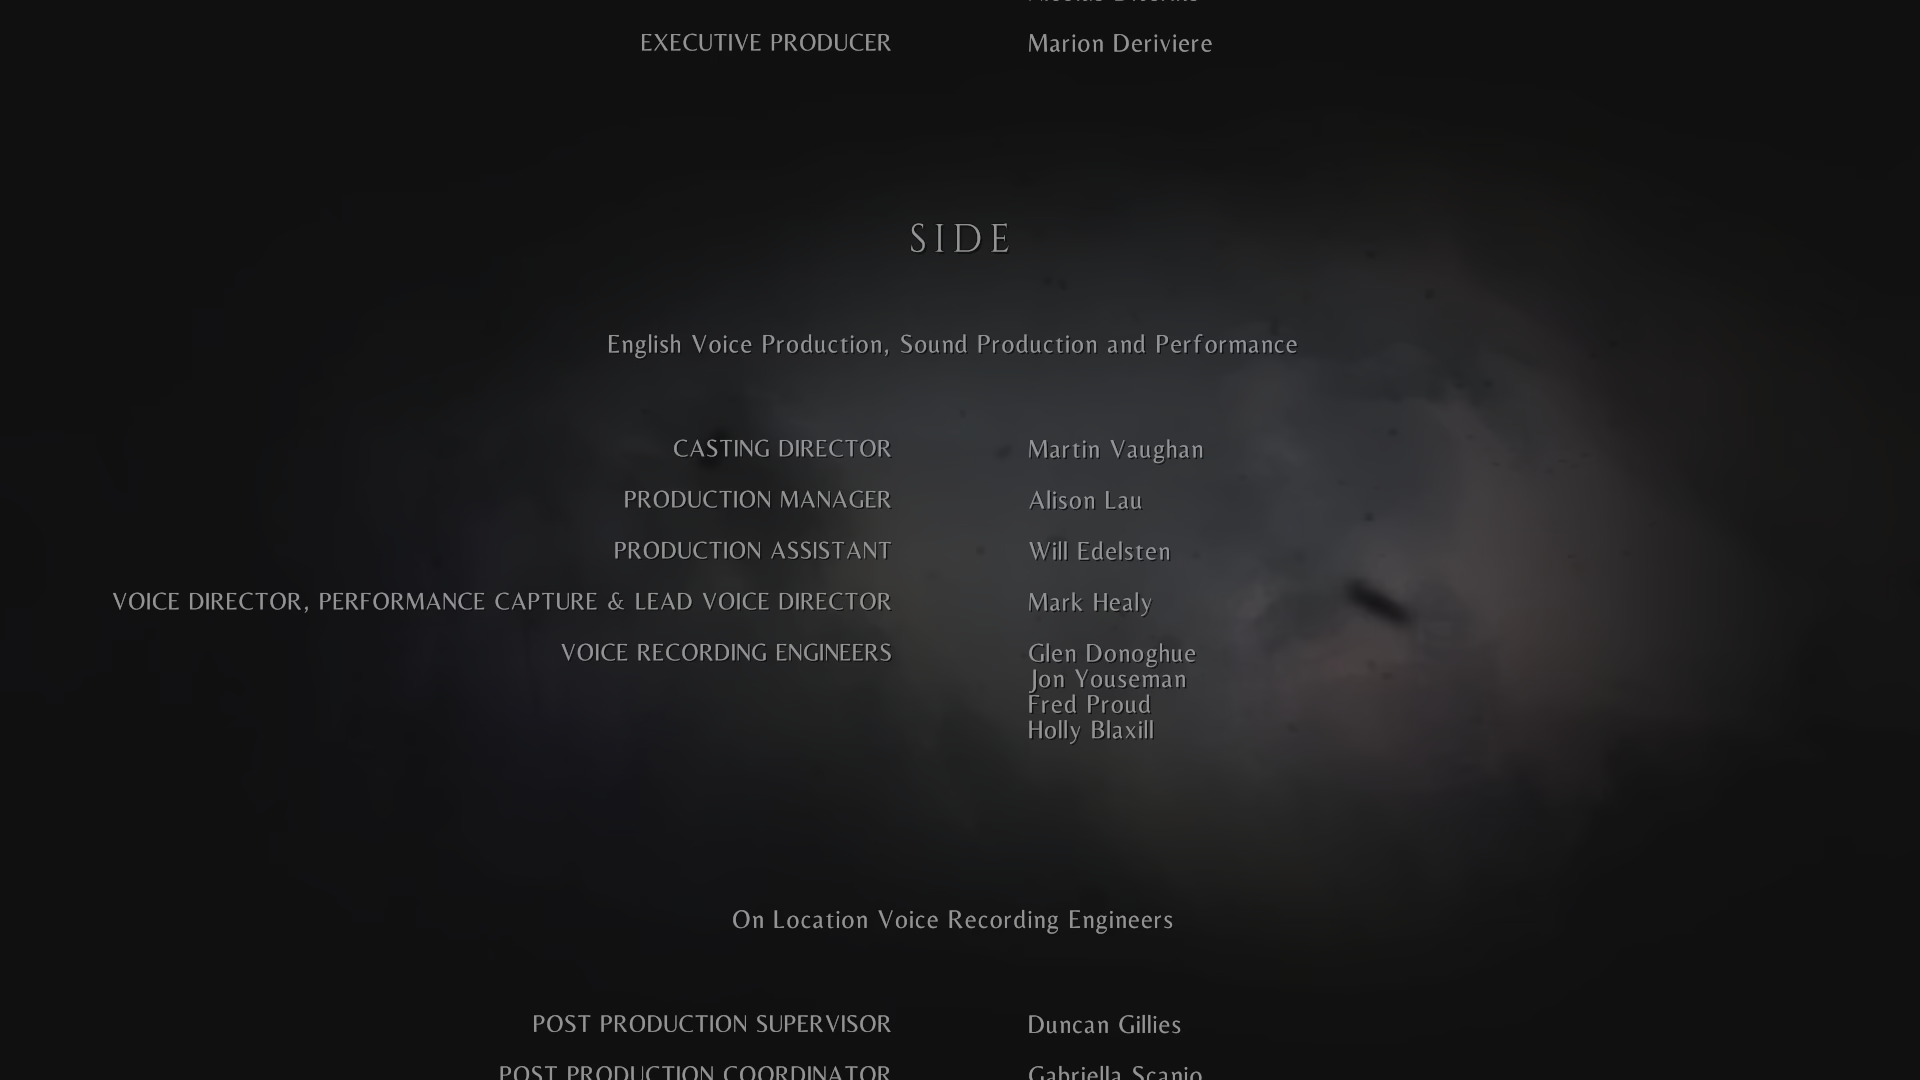 EXECUTIVE PRODUCER Marion Deriviere
SIDE
English Voice Production, Sound Production and Performance
CASTING DIRECTOR Martin Vaughan
PRODUCTION MANAGER Alison Lau
PRODUCTION ASSISTANT Will Edelsten
VOICE DIRECTOR, PERFORMANCE CAPTURE & LEAD VOICE DIRECTOR Mark Healy
VOICE RECORDING ENGINEERS Glen Donoghue
Jon Youseman
Fred Proud
Holly Blaxill
On Location Voice Recording Engineers
POST PRODUCTION SUPERVISOR Duncan Gillies
POST PRODUCTION COORDINATOR Gabriella Scanio